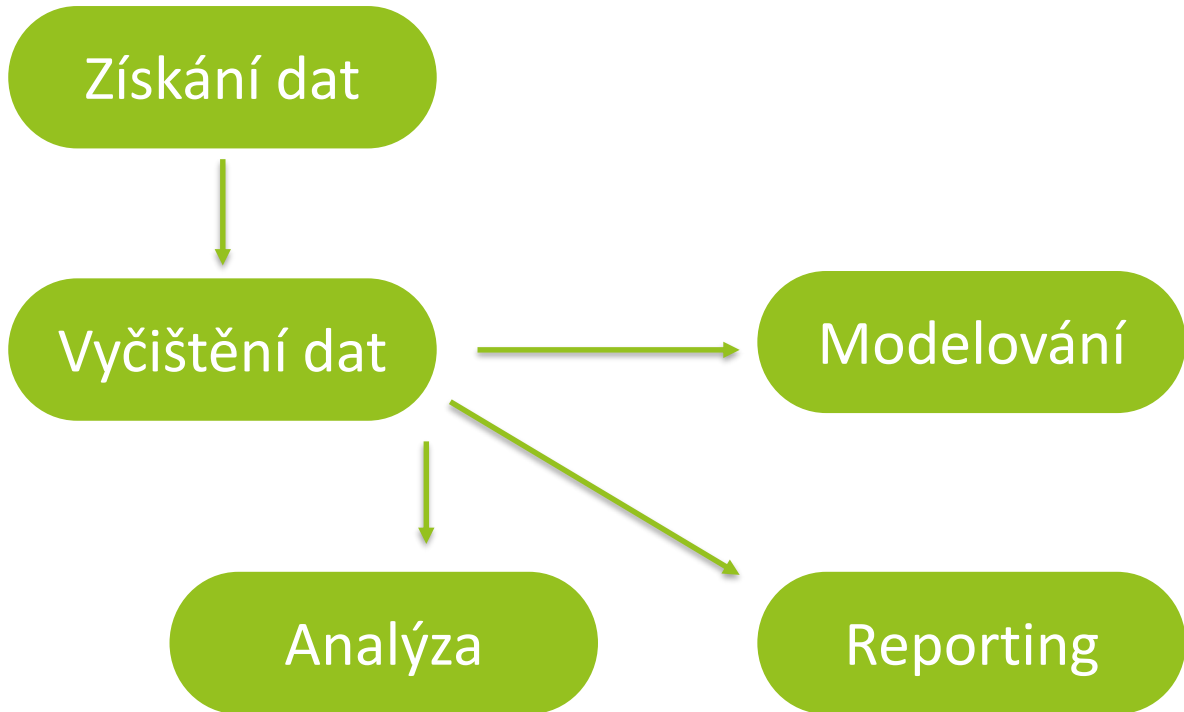 Získání dat
Vyčištění dat
Modelování
Analýza
Reporting